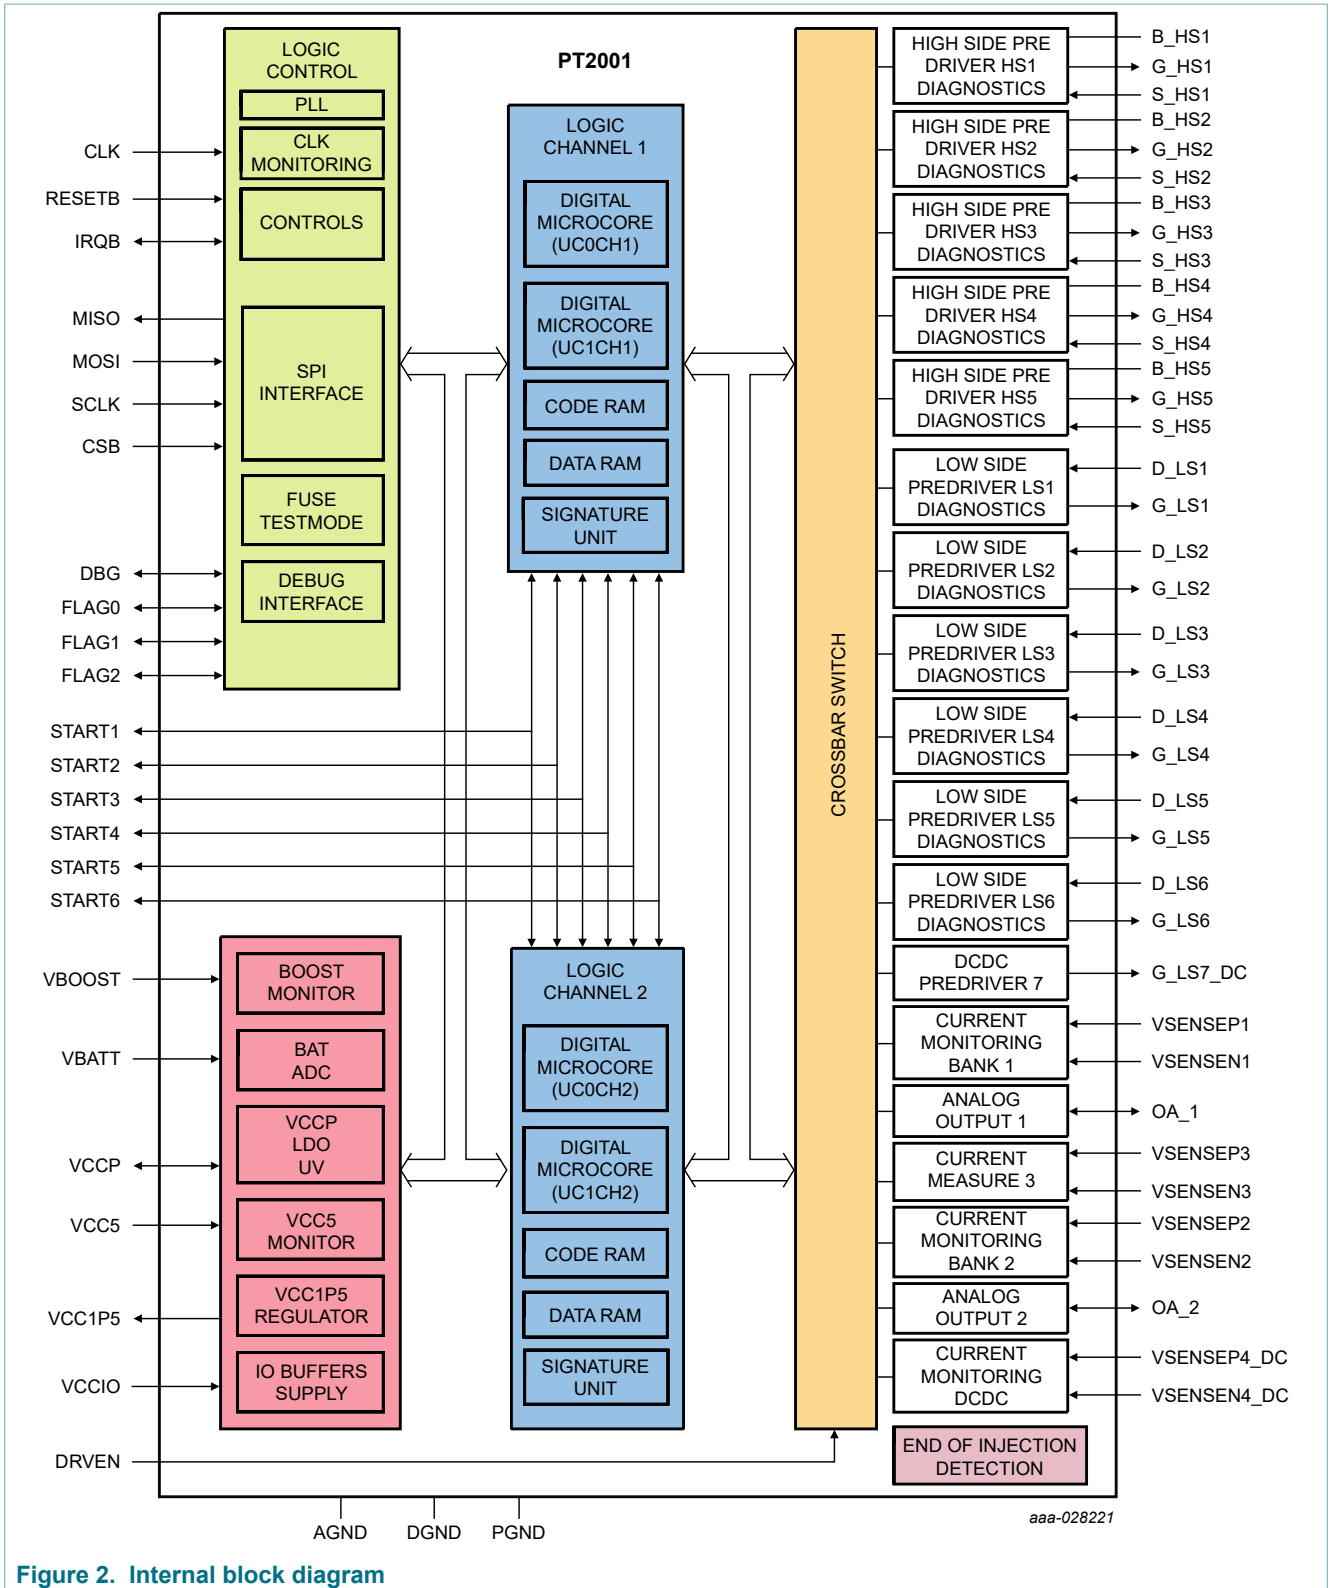 PT2001
LOGIC
CONTROL
PLL
CLK
MONITORING
CONTROLS
SPI
INTERFACE
FUSE
TESTMODE
DEBUG
INTERFACE
CLK
RESETB
IRQB
MISO
MOSI
SCLK
CSB
DBG
FLAG0
FLAG1
FLAG2
START1
START2
START3
START4
START5
START6
VBOOST
VBATT
VCCP
VCC5
VCC1P5
VCCIO
DRVEN
BOOST
MONITOR
BAT
ADC
VCCP
LDO
UV
VCC5
MONITOR
VCC1P5
REGULATOR
IO BUFFERS
SUPPLY
LOGIC
CHANNEL 1
DIGITAL
MICROCORE
(UC0CH1)
DIGITAL
MICROCORE
(UC1CH1)
CODE RAM
DATA RAM
SIGNATURE
UNIT
LOGIC
CHANNEL 2
DIGITAL
MICROCORE
(UC0CH2)
DIGITAL
MICROCORE
(UC1CH2)
CODE RAM
DATA RAM
SIGNATURE
UNIT
CROSSBAR SWITCH
HIGH SIDE PRE
DRIVER HS1
DIAGNOSTICS
HIGH SIDE PRE
DRIVER HS2
DIAGNOSTICS
HIGH SIDE PRE
DRIVER HS3
DIAGNOSTICS
HIGH SIDE PRE
DRIVER HS4
DIAGNOSTICS
HIGH SIDE PRE
DRIVER HS5
DIAGNOSTICS
LOW SIDE
PREDRIVER LS1
DIAGNOSTICS
LOW SIDE
PREDRIVER LS2
DIAGNOSTICS
LOW SIDE
PREDRIVER LS3
DIAGNOSTICS
LOW SIDE
PREDRIVER LS4
DIAGNOSTICS
LOW SIDE
PREDRIVER LS5
DIAGNOSTICS
LOW SIDE
PREDRIVER LS6
DIAGNOSTICS
DCDC
PREDRIVER 7
CURRENT
MONITORING
BANK 1
ANALOG
OUTPUT 1
CURRENT
MEASURE 3
CURRENT
MONITORING
BANK 2
ANALOG
OUTPUT 2
CURRENT
MONITORING
DCDC
END OF INJECTION
DETECTION
B_HS1
G_HS1
S_HS1
B_HS2
G_HS2
S_HS2
B_HS3
G_HS3
S_HS3
B_HS4
G_HS4
S_HS4
B_HS5
G_HS5
S_HS5
D_LS1
G_LS1
D_LS2
G_LS2
D_LS3
G_LS3
D_LS4
G_LS4
D_LS5
G_LS5
D_LS6
G_LS6
G_LS7_DC
VSENSEP1
VSENSEN1
OA_1
VSENSEP3
VSENSEN3
VSENSEP2
VSENSEN2
OA_2
VSENSEP4_DC
VSENSEN4_DC
AGND
DGND
PGND
aaa-028221
Figure 2. Internal block diagram